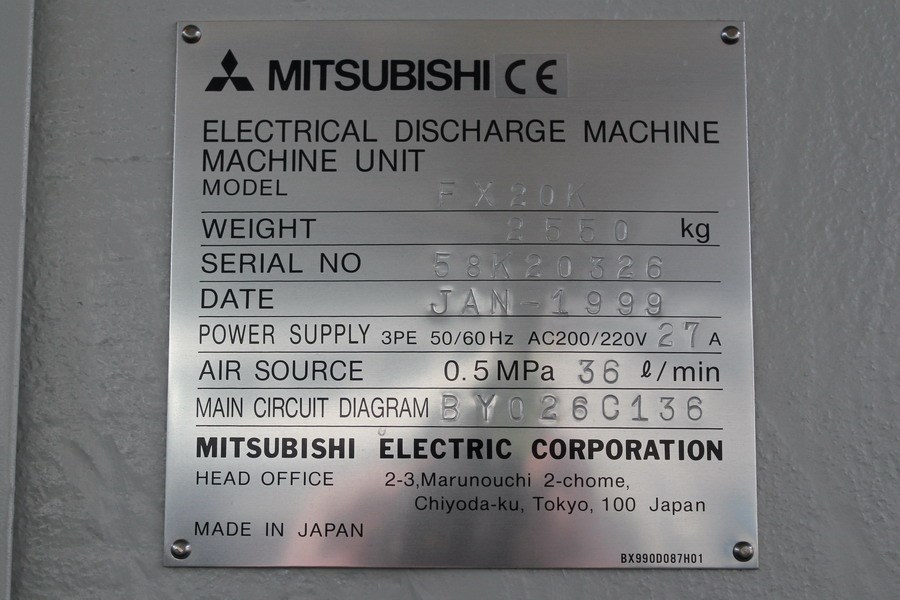 MITSUBISHI CE
ELECTRICAL DISCHARGE MACHINE
MACHINE UNIT
MODEL FX20K
WEIGHT 2550 kg
SERIAL NO 58K20326
DATE JAN-1999
POWER SUPPLY 3PE 50/60Hz AC200/220V 27 A
AIR SOURCE 0.5MPa 36 ℓ/min
MAIN CIRCUIT DIAGRAM BY026C136
MITSUBISHI ELECTRIC CORPORATION
HEAD OFFICE 2-3,Marunouchi 2-chome,
Chiyoda-ku, Tokyo, 100 Japan
MADE IN JAPAN
BX990D087H01